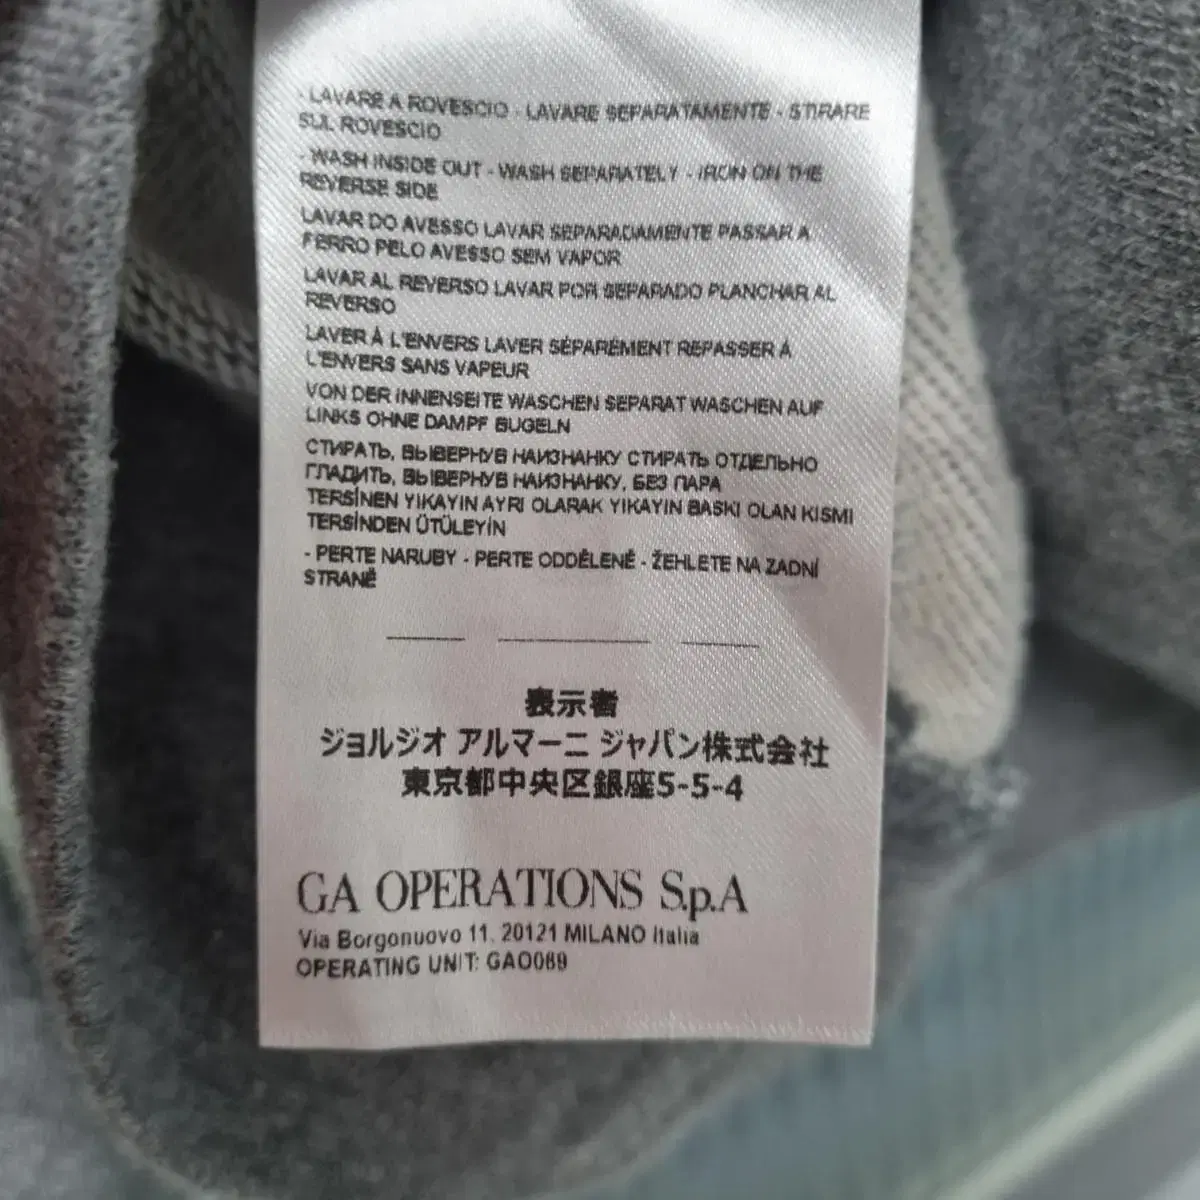 - LAVARE A ROVESCIO - LAVARE SEPARATAMENTE - STIRARE
SUL ROVESCIO
- WASH INSIDE OUT - WASH SEPARATELY - IRON ON THE
REVERSE SIDE
LAVAR DO AVESSO LAVAR SEPARADAMENTE PASSAR A
FERRO PELO AVESSO SEM VAPOR
LAVAR AL REVERSO LAVAR POR SEPARADO PLANCHAR AL
REVERSO
LAVER À L'ENVERS LAVER SÉPARÉMENT REPASSER À
L'ENVERS SANS VAPEUR
VON DER INNENSEITE WASCHEN SEPARAT WASCHEN AUF
LINKS OHNE DAMPF BUGELN
СТИРАТЬ, ВЫВЕРНУВ НАИЗНАНКУ СТИРАТЬ ОТДЕЛЬНО
ГЛАДИТЬ, ВЫВЕРНУВ НАИЗНАНКУ, БЕЗ ПАРА
TERSİNEN YIKAYIN AYRI OLARAK YIKAYIN BASKI OLAN KISMI
TERSİNDEN ÜTÜLEYİN
- PERTE NARUBY - PERTE ODDĚLENĚ - ŽEHLETE NA ZADNÍ
STRANĚ
表示者
ジョルジオ アルマーニ ジャパン株式会社
東京都中央区銀座5-5-4
GA OPERATIONS S.p.A
Via Borgonuovo 11, 20121 MILANO Italia
OPERATING UNIT: GAO089